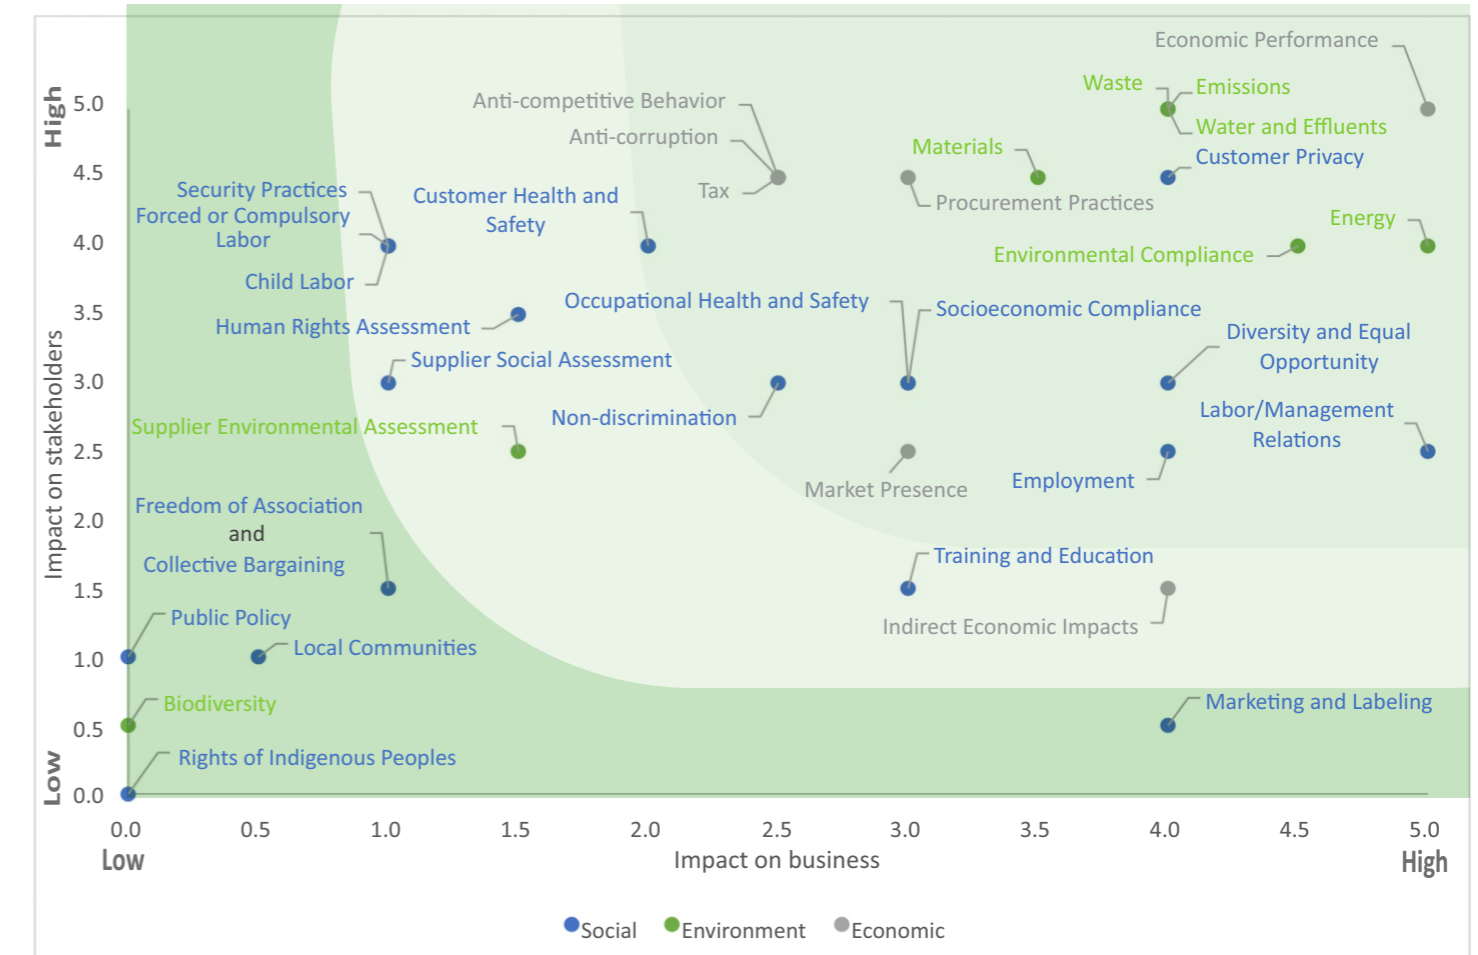 Economic Performance
Waste
Emissions
Anti-competitive Behavior
High
5.0
Water and Effluents
Anti-corruption
Materials
Customer Privacy
4.5
Security Practices
Tax
Customer Health and
Safety
Procurement Practices
Forced or Compulsory
Labor
Energy
4.0
Environmental Compliance
Child Labor
Occupational Health and Safety
Socioeconomic Compliance
3.5
Human Rights Assessment
Diversity and Equal
Opportunity
Supplier Social Assessment
3.0
Non-discrimination
Labor/Management
Relations
Supplier Environmental Assessment
2.5
Impact on stakeholders
Employment
Market Presence
Freedom of Association
and
Collective Bargaining
2.0
Training and Education
1.5
Public Policy
Indirect Economic Impacts
Local Communities
1.0
Biodiversity
Marketing and Labeling
0.5
Rights of Indigenous Peoples
Low
0.0
0.0 0.5 1.0 1.5 2.0 2.5 3.0 3.5 4.0 4.5 5.0
Low
Impact on business
High
Social Environment Economic